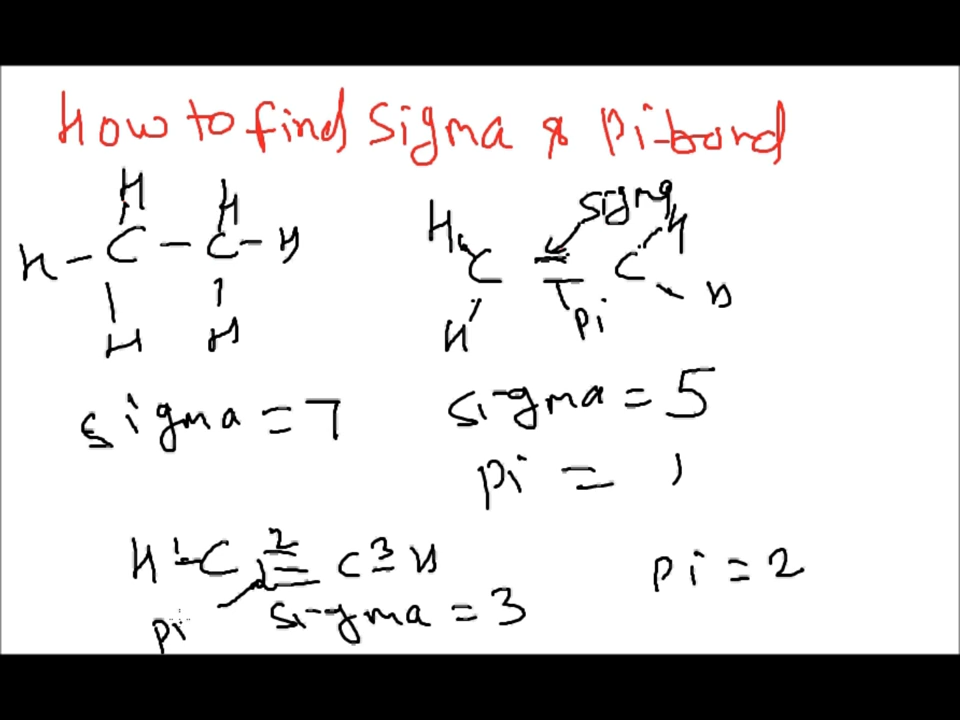 How to find Sigma & Pi-bond
H H sigma
H - C - C - H H C = C H
H H H pi H
sigma = 7 sigma = 5
pi = 1
H 1 C 2 ≡ C 3 H pi = 2
pi sigma = 3